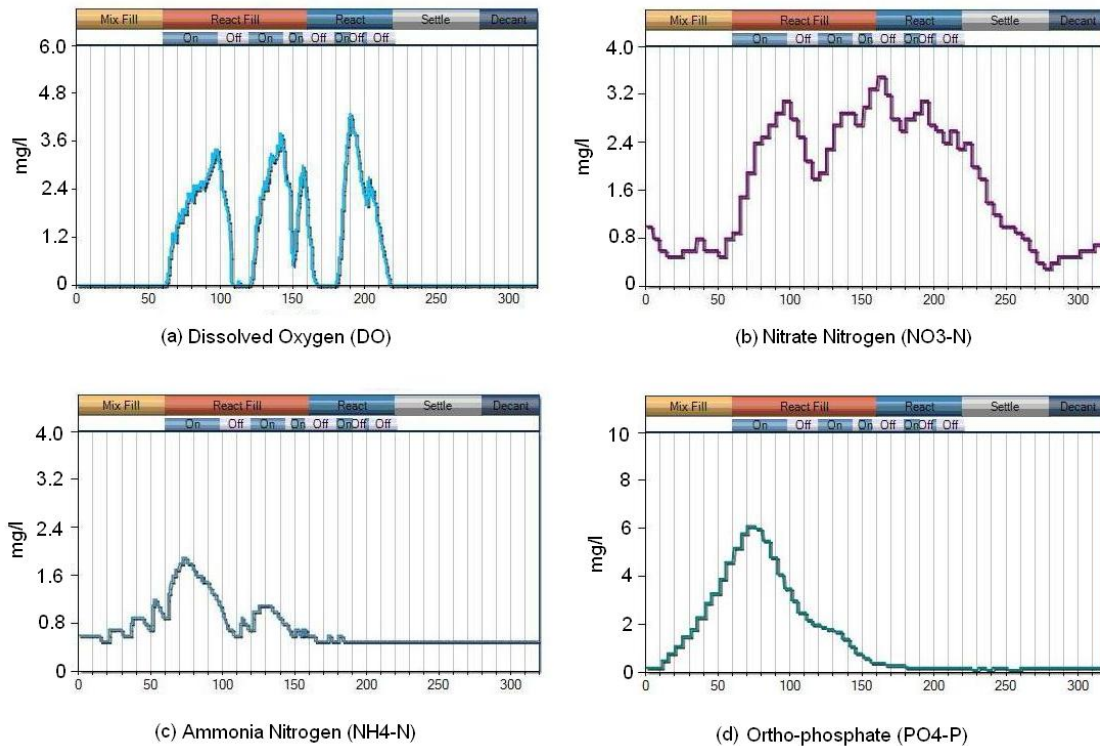 Mix Fill React Fill React Settle Decant
On Off On On Off On Off Off
6.0
4.8
3.6
2.4
1.2
0
mg/l
0 50 100 150 200 250 300
(a) Dissolved Oxygen (DO)
Mix Fill React Fill React Settle Decant
On Off On On Off On Off Off
4.0
3.2
2.4
1.6
0.8
0
mg/l
0 50 100 150 200 250 300
(b) Nitrate Nitrogen (NO3-N)
Mix Fill React Fill React Settle Decant
On Off On On Off On Off Off
4.0
3.2
2.4
1.6
0.8
0
mg/l
0 50 100 150 200 250 300
(c) Ammonia Nitrogen (NH4-N)
Mix Fill React Fill React Settle Decant
On Off On On Off On Off Off
10
8
6
4
2
0
mg/l
0 50 100 150 200 250 300
(d) Ortho-phosphate (PO4-P)